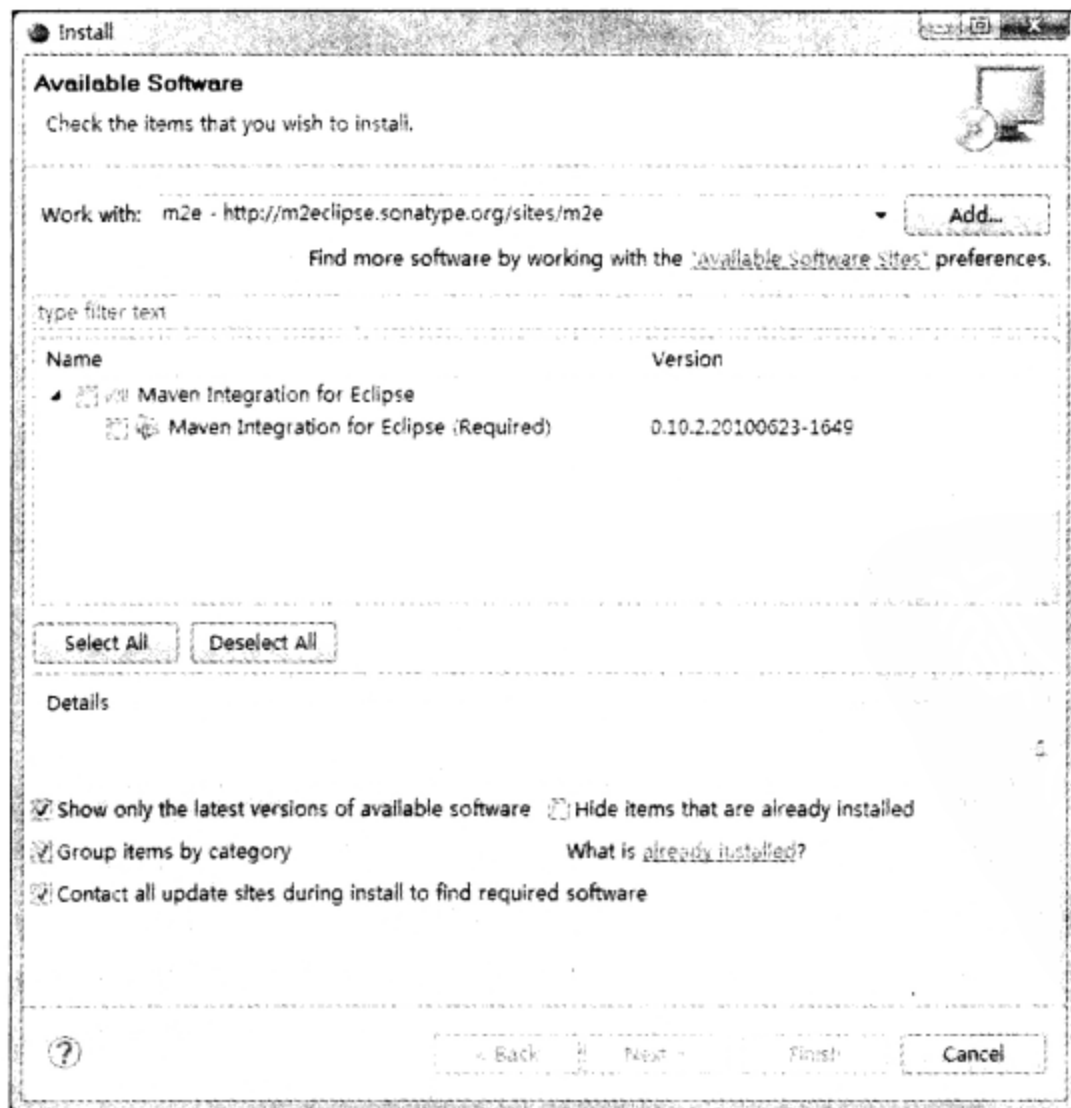 Install
Available Software
Check the items that you wish to install.
Work with: m2e - http://m2eclipse.sonatype.org/sites/m2e Add...
Find more software by working with the "Available Software Sites" preferences.
type filter text
Name Version
Maven Integration for Eclipse
Maven Integration for Eclipse (Required) 0.10.2.20100623-1649
Select All Deselect All
Details
Show only the latest versions of available software Hide items that are already installed
Group items by category What is already installed?
Contact all update sites during install to find required software
? < Back Next > Finish Cancel